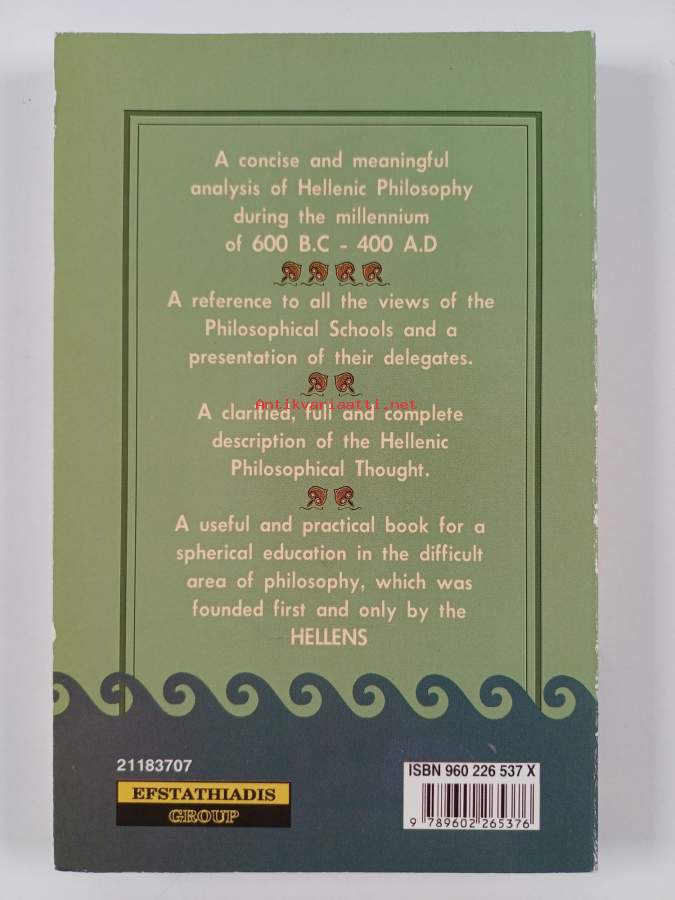 A concise and meaningful
analysis of Hellenic Philosophy
during the millennium
of 600 B.C - 400 A.D
A reference to all the views of the
Philosophical Schools and a
presentation of their delegates.
Antikvariaatti.net
A clarified, full and complete
description of the Hellenic
Philosophical Thought.
A useful and practical book for a
spherical education in the difficult
area of philosophy, which was
founded first and only by the
HELLENS
21183707
EFSTATHIADIS
GROUP
ISBN 960 226 537 X
9 789602 265376